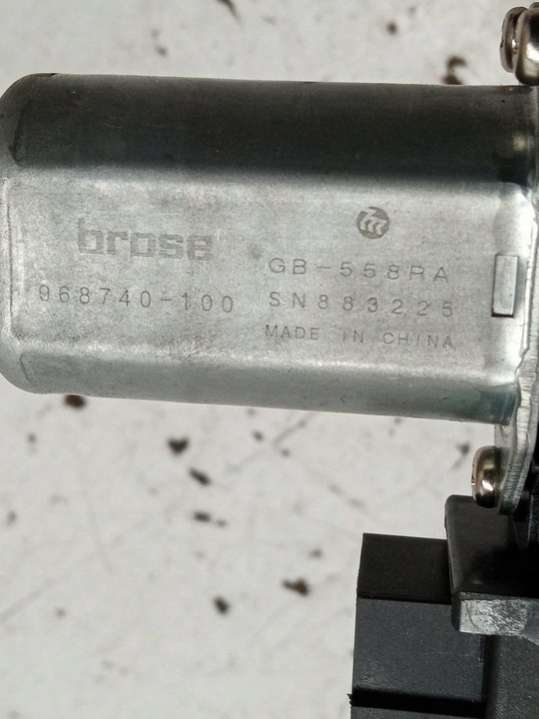 brose
968740-100
GB-558RA
SN883225
MADE IN CHINA